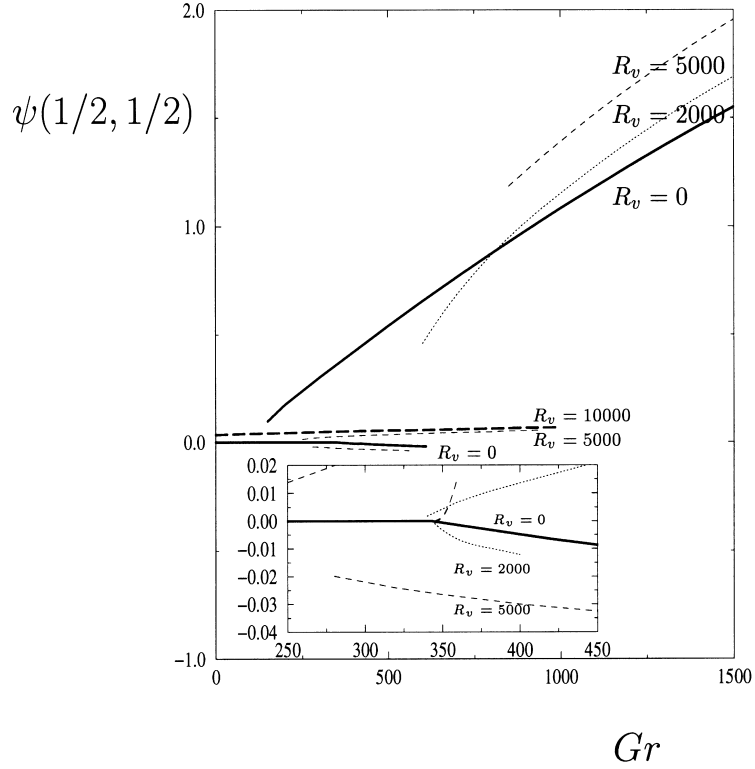 2.0
R_v = 5000
ψ(1/2, 1/2)
R_v = 2000
1.0
R_v = 0
R_v = 10000
0.0
R_v = 5000
R_v = 0
0.02
0.01
0.00
R_v = 0
−0.01
R_v = 2000
−0.02
−0.03
R_v = 5000
−0.04
250 300 350 400 450
−1.0
0 500 1000 1500
Gr